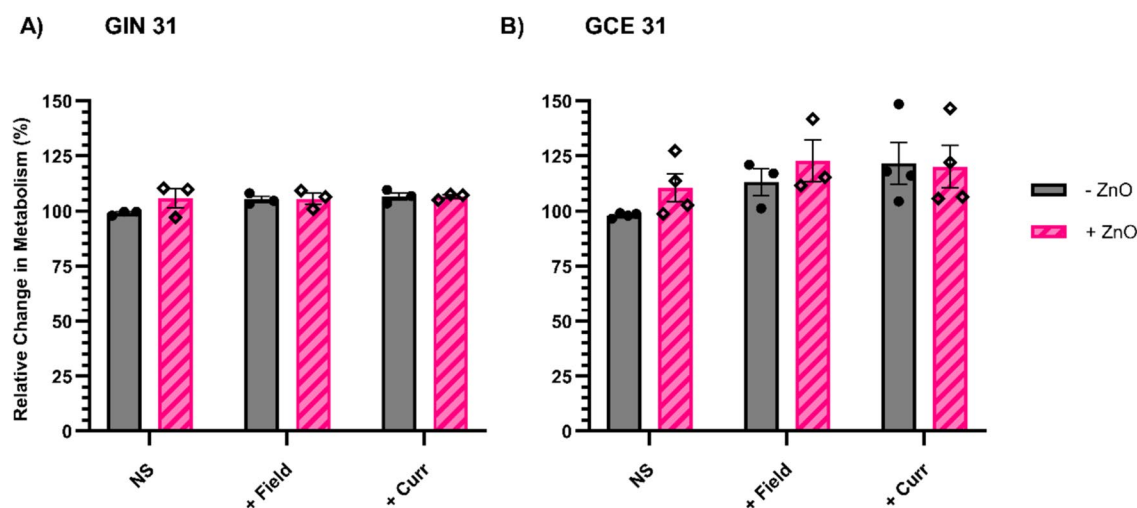 A) GIN 31
B) GCE 31
Relative Change in Metabolism (%)
150
125
100
75
50
25
0
NS
+ Field
+ Curr
150
125
100
75
50
25
0
NS
+ Field
+ Curr
- ZnO
+ ZnO